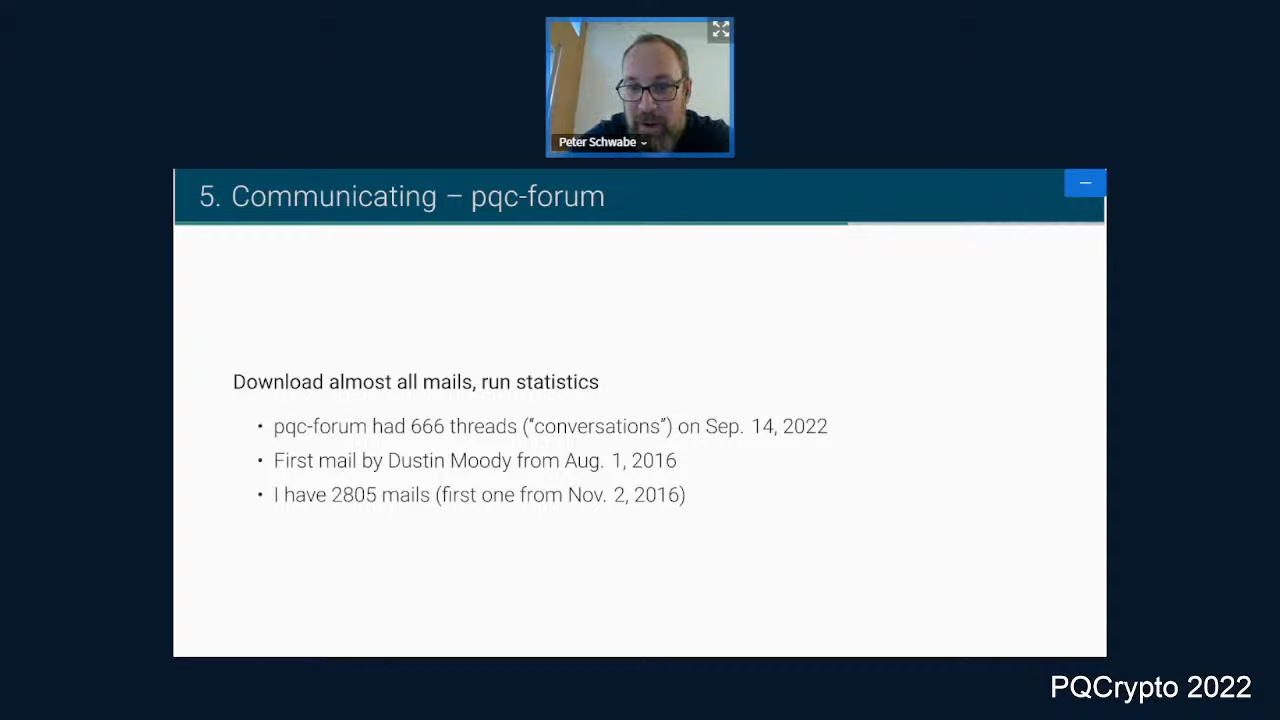 Peter Schwabe
5. Communicating – pqc-forum
Download almost all mails, run statistics
• pqc-forum had 666 threads (“conversations”) on Sep. 14, 2022
• First mail by Dustin Moody from Aug. 1, 2016
• I have 2805 mails (first one from Nov. 2, 2016)
PQCrypto 2022